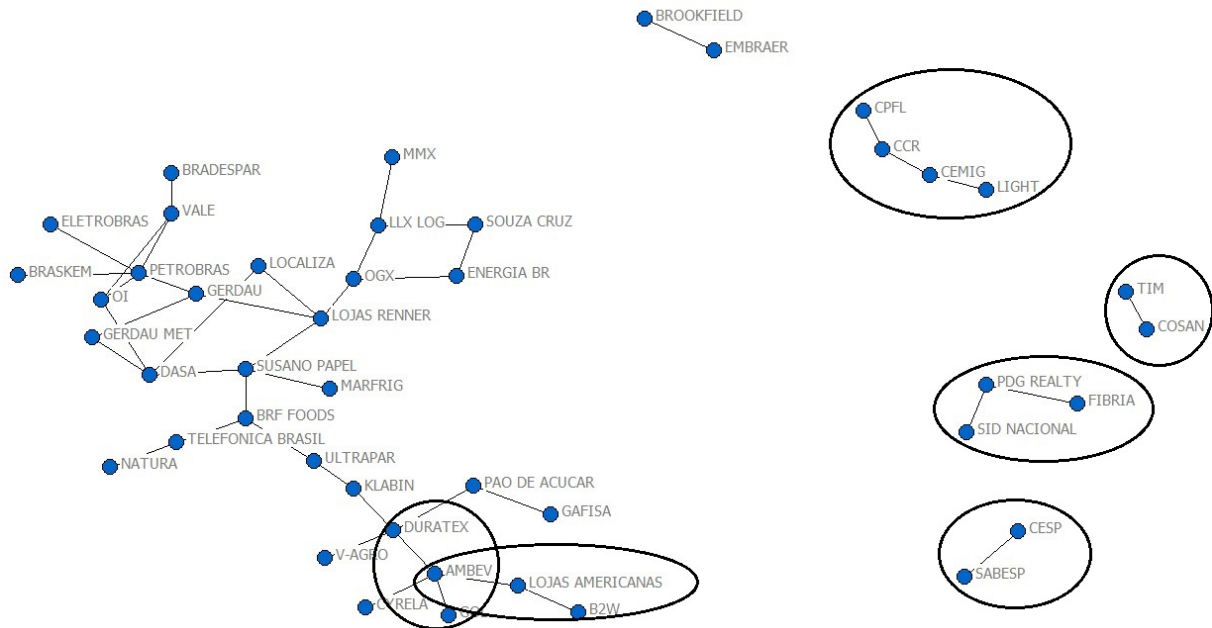 BROOKFIELD
EMBRAER
CPFL
CCR
CEMIG
LIGHT
MMX
BRADESPAR
VALE
ELETROBRAS
LLX LOG
SOUZA CRUZ
BRASKEM
PETROBRAS
LOCALIZA
OGX
ENERGIA BR
OI
GERDAU
TIM
LOJAS RENNER
COSAN
GERDAU MET
SUSANO PAPEL
DASA
MARFRIG
PDG REALTY
FIBRIA
BRF FOODS
SID NACIONAL
TELEFONICA BRASIL
NATURA
ULTRAPAR
KLABIN
PAO DE ACUCAR
GAFISA
DURATEX
CESP
V-AGRO
AMBEV
LOJAS AMERICANAS
SABESP
CYRELA
B2W